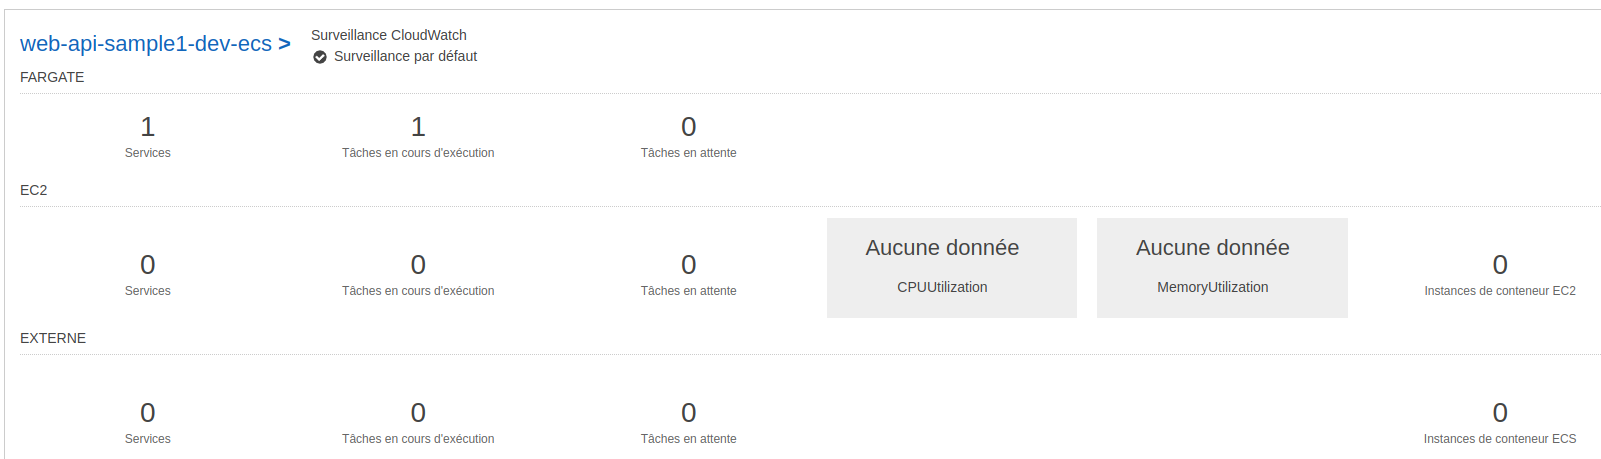 web-api-sample1-dev-ecs >
Surveillance CloudWatch
Surveillance par défaut
FARGATE
1 1 0
Services Tâches en cours d'exécution Tâches en attente
EC2
Aucune donnée Aucune donnée
0 0 0 0
CPUUtilization MemoryUtilization
Services Tâches en cours d'exécution Tâches en attente Instances de conteneur EC2
EXTERNE
0 0 0 0
Services Tâches en cours d'exécution Tâches en attente Instances de conteneur ECS